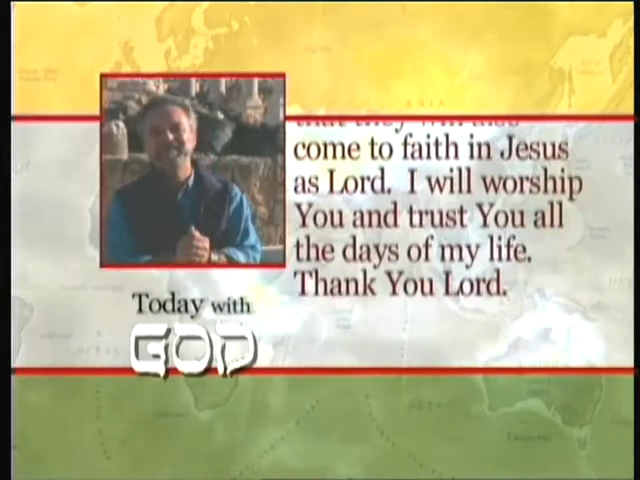 ASIA
come to faith in Jesus
as Lord. I will worship
You and trust You all
the days of my life.
Thank You Lord.
Today with
GOD